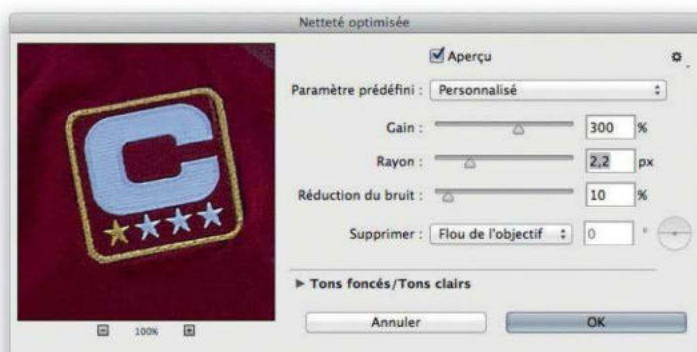 Netteté optimisée
Aperçu
Paramètre prédéfini : Personnalisé
Gain : 300 %
Rayon : 2,2 px
Réduction du bruit : 10 %
Supprimer : Flou de l'objectif 0 °
Tons foncés/Tons clairs
C
100%
Annuler OK